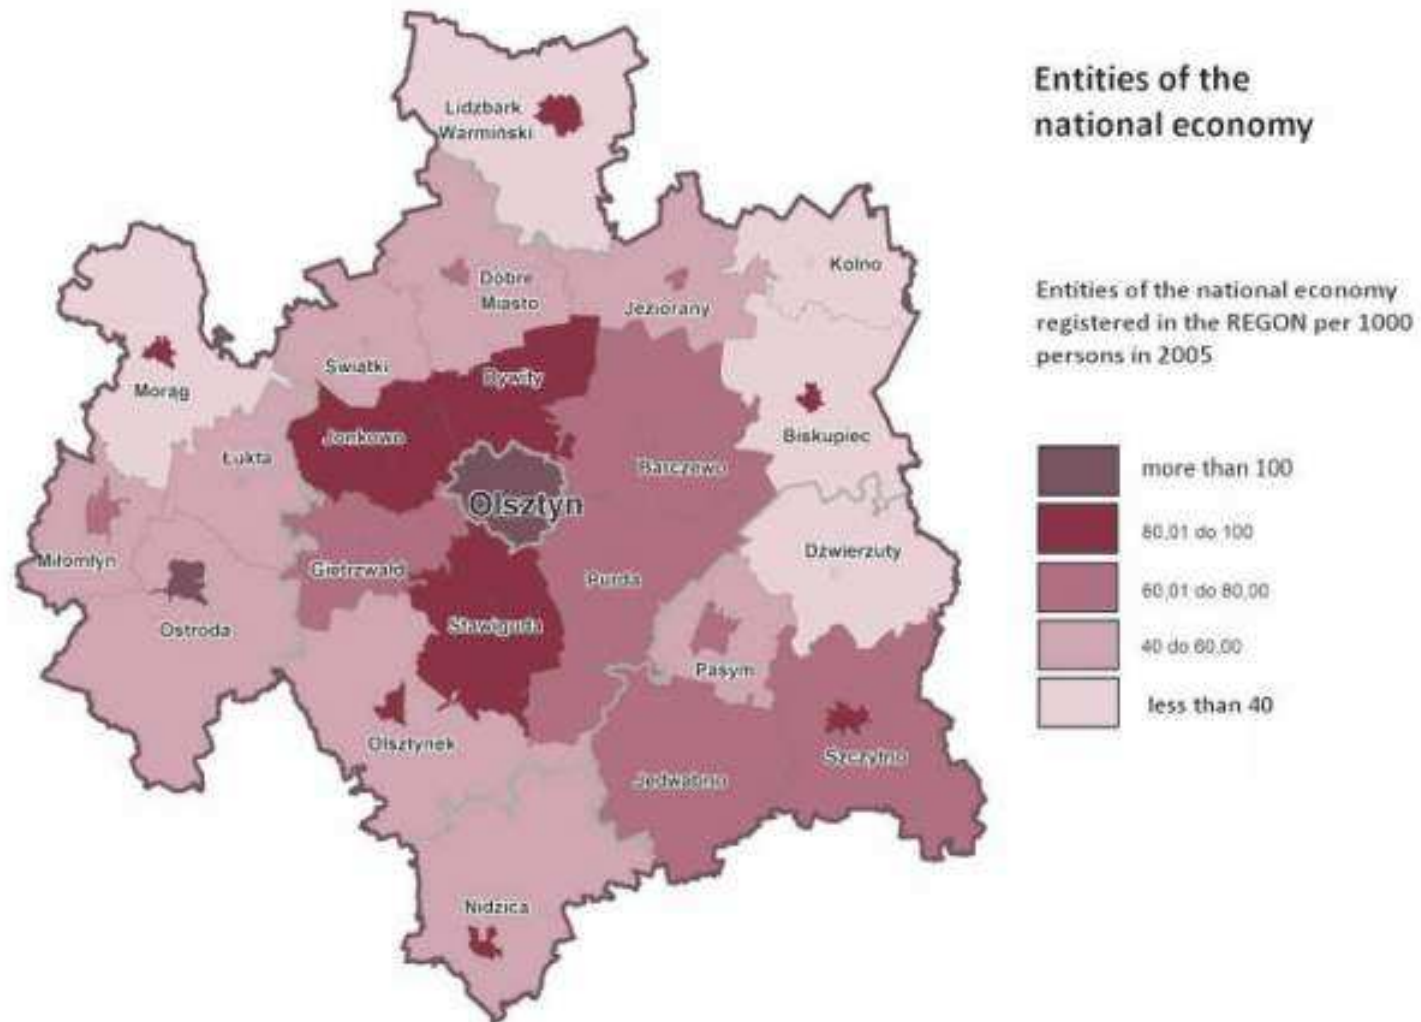 Entities of the
national economy
Entities of the national economy
registered in the REGON per 1000
persons in 2005
more than 100
80,01 do 100
60,01 do 80,00
40 do 60,00
less than 40
Lidzbark
Warmiński
Kolno
Dobre
Miasto
Jeziorany
Świątki
Dywity
Morąg
Jonkowo
Biskupiec
Łukta
Barczewo
Olsztyn
Dźwierzuty
Miłomłyn
Gietrzwałd
Purda
Ostroda
Stawiguda
Pasym
Olsztynek
Szczytno
Jedwabno
Nidzica